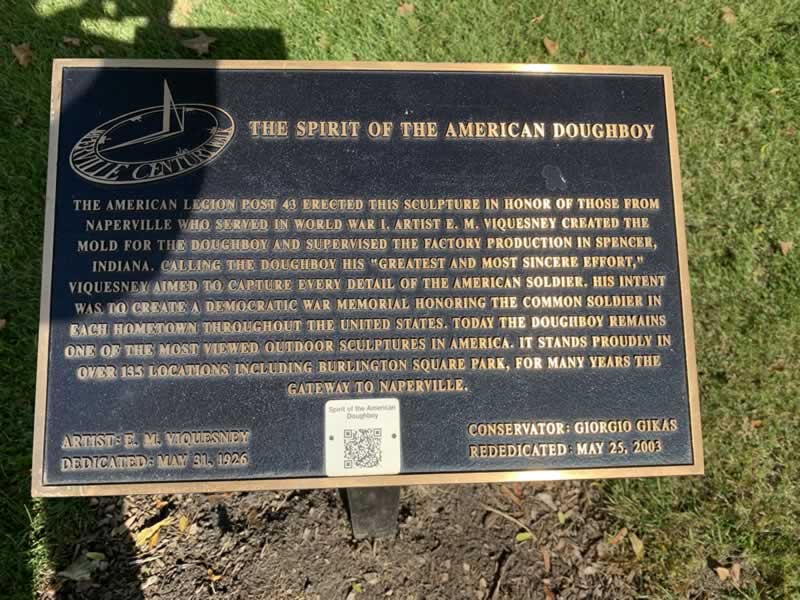 NAPERVILLE CENTURY WALK
THE SPIRIT OF THE AMERICAN DOUGHBOY
THE AMERICAN LEGION POST 43 ERECTED THIS SCULPTURE IN HONOR OF THOSE FROM
NAPERVILLE WHO SERVED IN WORLD WAR I. ARTIST E. M. VIQUESNEY CREATED THE
MOLD FOR THE DOUGHBOY AND SUPERVISED THE FACTORY PRODUCTION IN SPENCER,
INDIANA. CALLING THE DOUGHBOY HIS "GREATEST AND MOST SINCERE EFFORT,"
VIQUESNEY AIMED TO CAPTURE EVERY DETAIL OF THE AMERICAN SOLDIER. HIS INTENT
WAS TO CREATE A DEMOCRATIC WAR MEMORIAL HONORING THE COMMON SOLDIER IN
EACH HOMETOWN THROUGHOUT THE UNITED STATES. TODAY THE DOUGHBOY REMAINS
ONE OF THE MOST VIEWED OUTDOOR SCULPTURES IN AMERICA. IT STANDS PROUDLY IN
OVER 135 LOCATIONS INCLUDING BURLINGTON SQUARE PARK, FOR MANY YEARS THE
GATEWAY TO NAPERVILLE.
ARTIST: E. M. VIQUESNEY
DEDICATED: MAY 31, 1926
Spirit of the American
Doughboy
CONSERVATOR: GIORGIO GIKAS
REDEDICATED: MAY 25, 2003